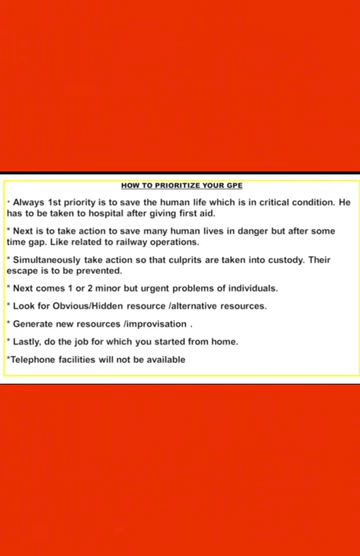 HOW TO PRIORITIZE YOUR GPE
* Always 1st priority is to save the human life which is in critical condition. He
has to be taken to hospital after giving first aid.
* Next is to take action to save many human lives in danger but after some
time gap. Like related to railway operations.
* Simultaneously take action so that culprits are taken into custody. Their
escape is to be prevented.
* Next comes 1 or 2 minor but urgent problems of individuals.
* Look for Obvious/Hidden resource /alternative resources.
* Generate new resources /improvisation .
* Lastly, do the job for which you started from home.
*Telephone facilities will not be available